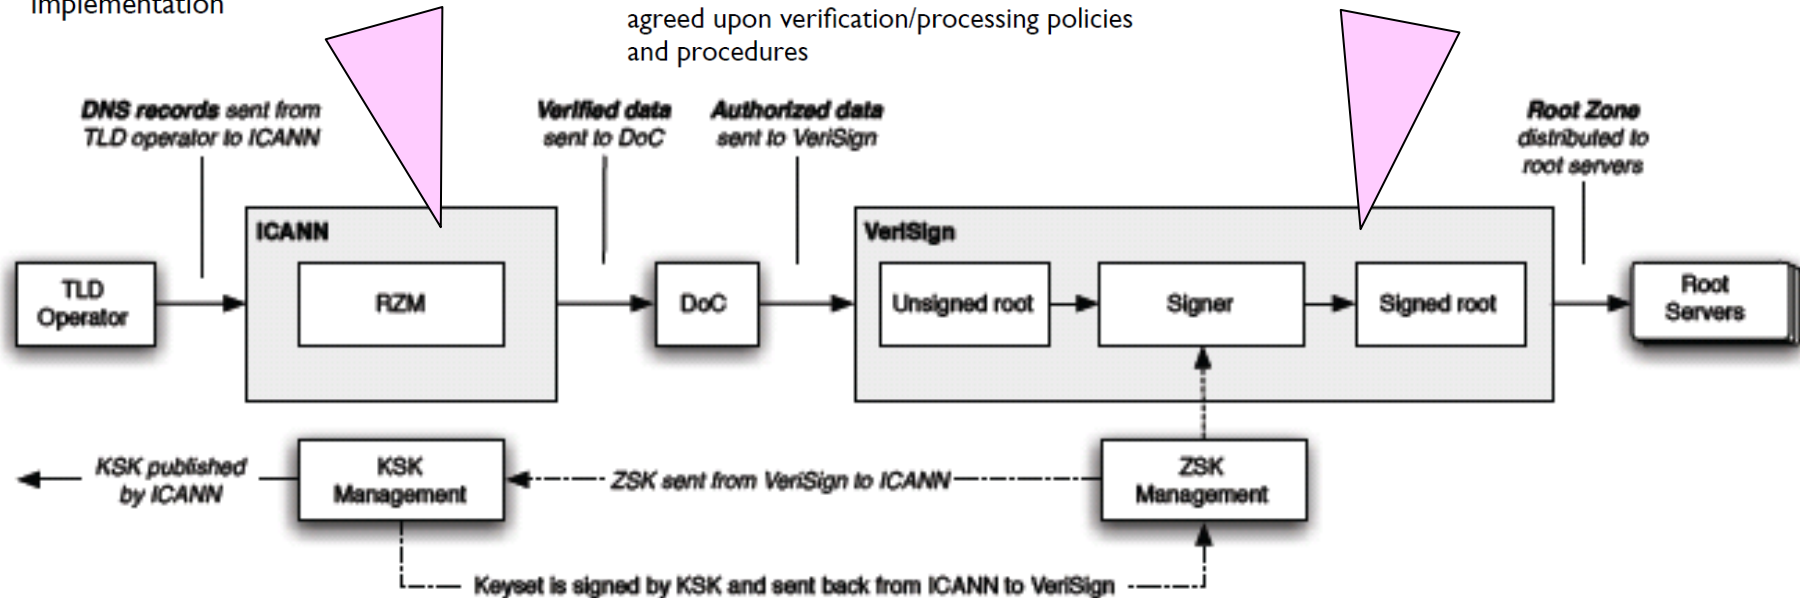 implementation
agreed upon verification/processing policies
and procedures
DNS records sent from
TLD operator to ICANN
Verified data
sent to DoC
Authorized data
sent to VeriSign
Root Zone
distributed to
root servers
ICANN
VeriSign
TLD
Operator
RZM
DoC
Unsigned root
Signer
Signed root
Root
Servers
KSK published
by ICANN
KSK
Management
ZSK sent from VeriSign to ICANN
ZSK
Management
Keyset is signed by KSK and sent back from ICANN to VeriSign